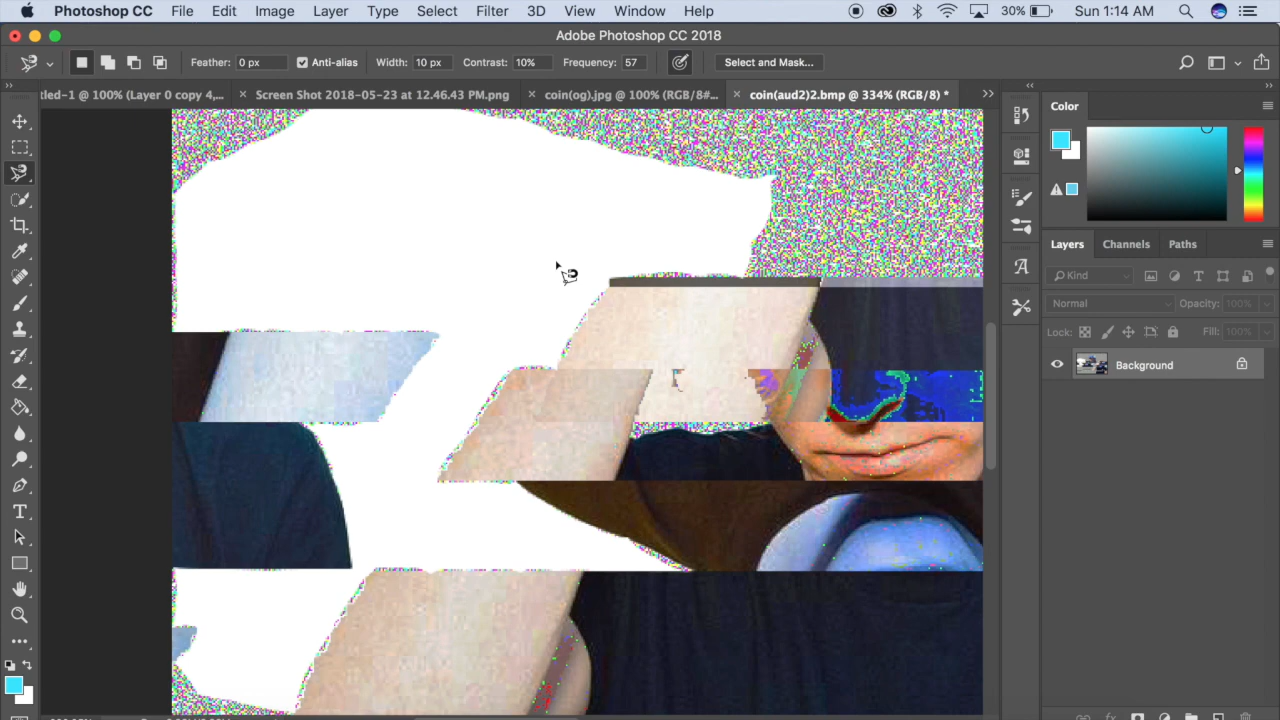 Photoshop CC File Edit Image Layer Type Select Filter 3D View Window Help 30% Sun 1:14 AM
Adobe Photoshop CC 2018
Feather: 0 px Anti-alias Width: 10 px Contrast: 10% Frequency: 57 Select and Mask...
tled-1 @ 100% (Layer 0 copy 4,... Screen Shot 2018-05-23 at 12.46.43 PM.png coin(og).jpg @ 100% (RGB/8#... coin(aud2)2.bmp @ 334% (RGB/8) *
Color
Layers Channels Paths
Kind
Normal Opacity: 100%
Lock: Fill: 100%
Background